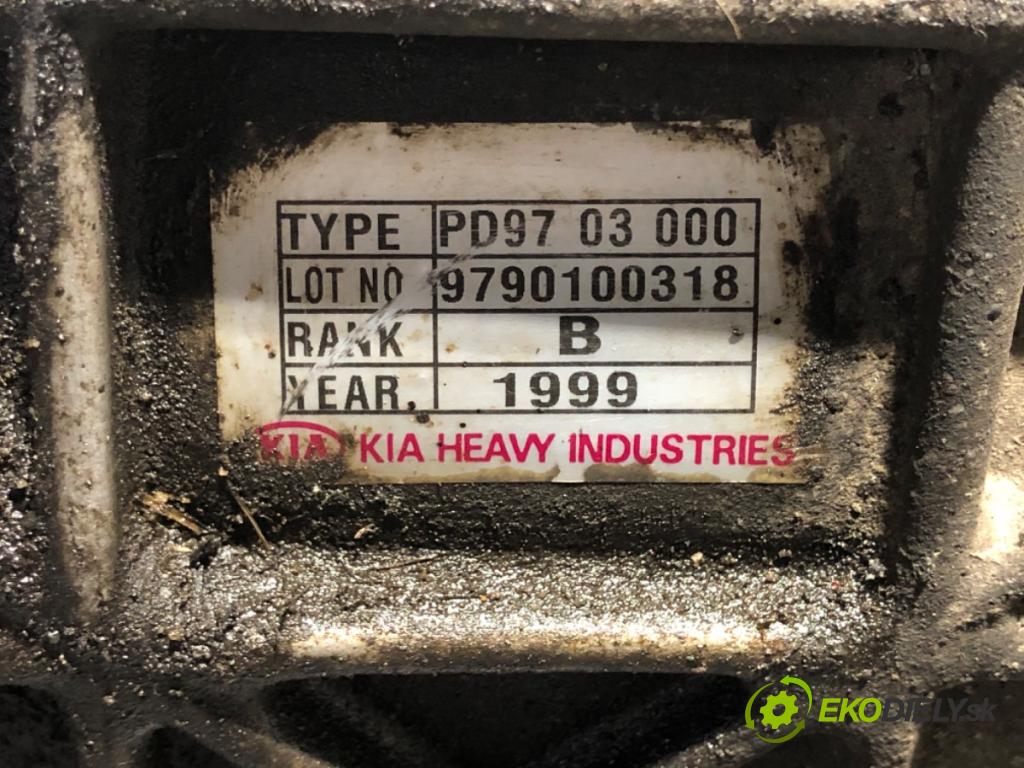 TYPE PD97 03 000
LOT NO 9790100318
RANK B
YEAR. 1999
KIA KIA HEAVY INDUSTRIES
EKODIELY.sk